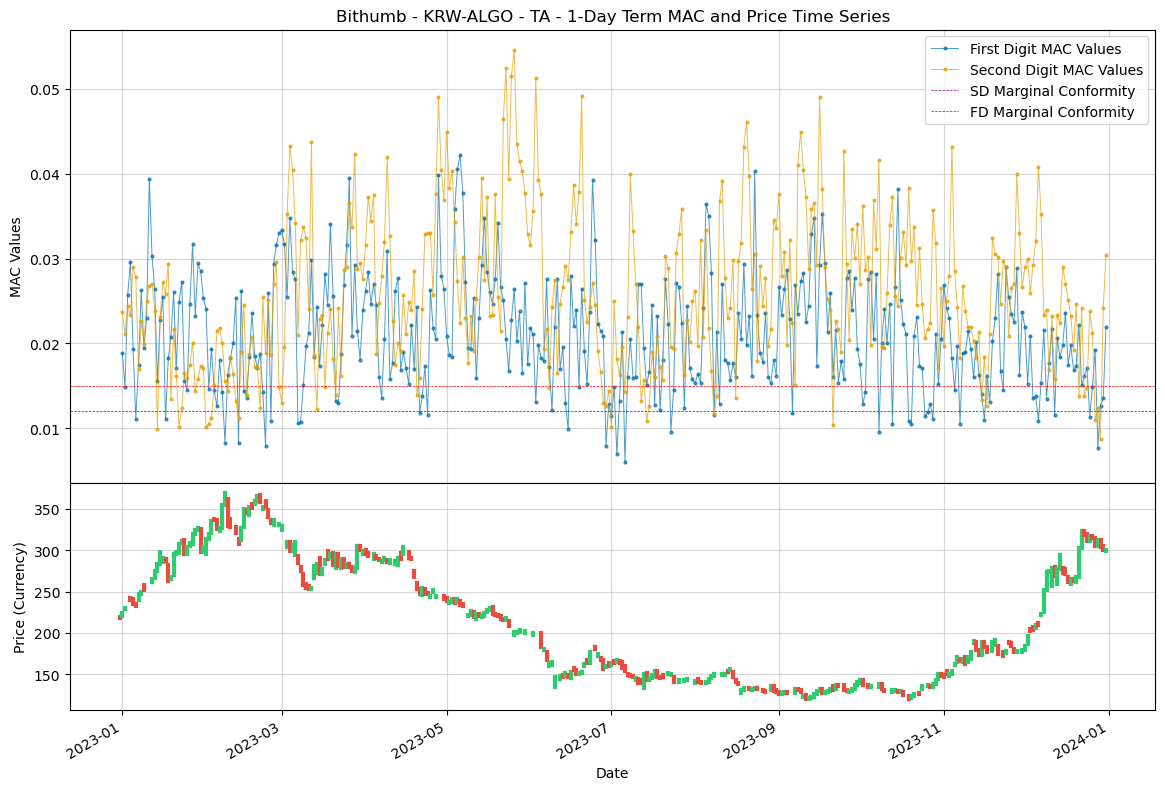 Bithumb - KRW-ALGO - TA - 1-Day Term MAC and Price Time Series
First Digit MAC Values
Second Digit MAC Values
SD Marginal Conformity
FD Marginal Conformity
MAC Values
0.05
0.04
0.03
0.02
0.01
Price (Currency)
350
300
250
200
150
2023-01
2023-03
2023-05
2023-07
2023-09
2023-11
2024-01
Date